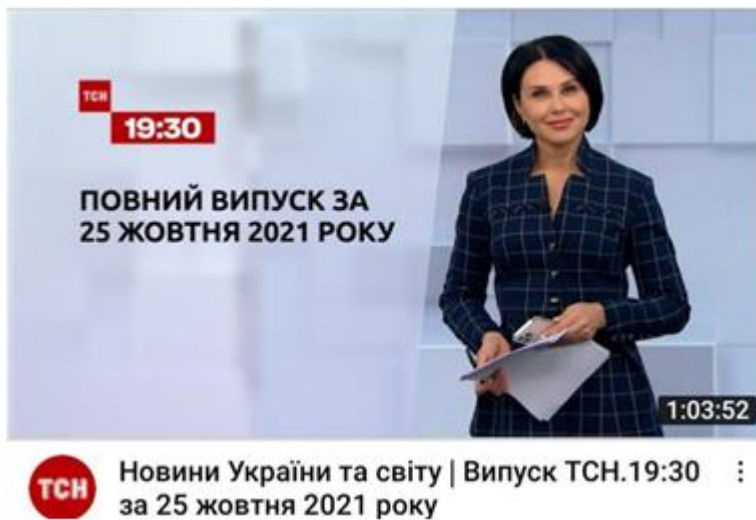 ТСН
19:30
ПОВНИЙ ВИПУСК ЗА
25 ЖОВТНЯ 2021 РОКУ
1:03:52
ТСН
Новини України та світу | Випуск ТСН.19:30
за 25 жовтня 2021 року